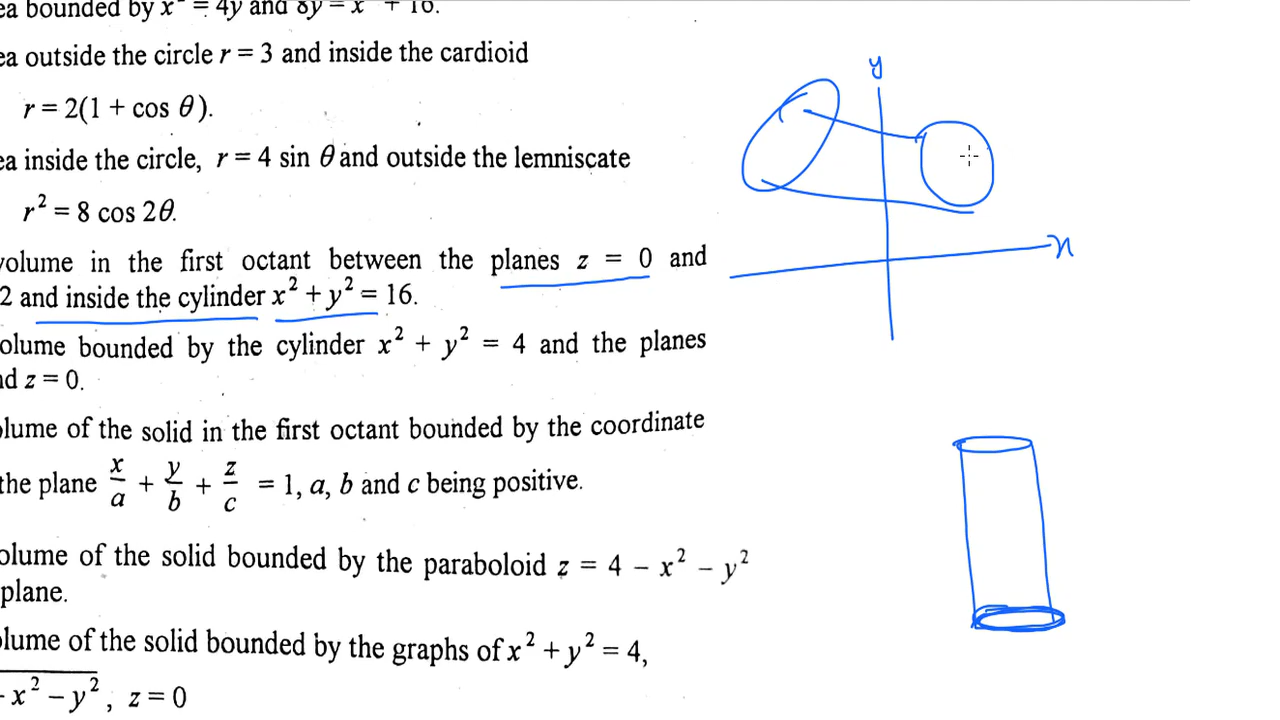 bounded by x² = 4y and 8y = x² + 16.
outside the circle r = 3 and inside the cardioid
r = 2(1 + cos θ).
inside the circle, r = 4 sin θ and outside the lemniscate
r² = 8 cos 2θ.
volume in the first octant between the planes z = 0 and
2 and inside the cylinder x² + y² = 16.
olume bounded by the cylinder x² + y² = 4 and the planes
nd z = 0.
lume of the solid in the first octant bounded by the coordinate
the plane x/a + y/b + z/c = 1, a, b and c being positive.
olume of the solid bounded by the paraboloid z = 4 − x² − y²
plane.
lume of the solid bounded by the graphs of x² + y² = 4,
- x² − y², z = 0
y
x